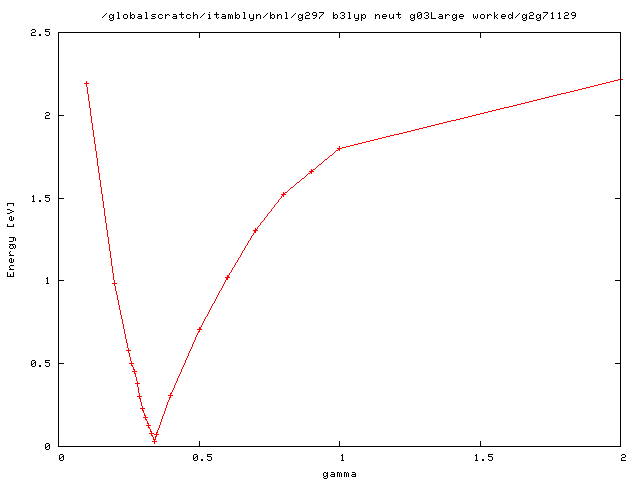 /globalscratch/itamblyn/bnl/g297 b3lyp neut g03Large worked/g2g71129
2.5
2
1.5
1
0.5
0
Energy [eV]
0 0.5 1 1.5 2
gamma